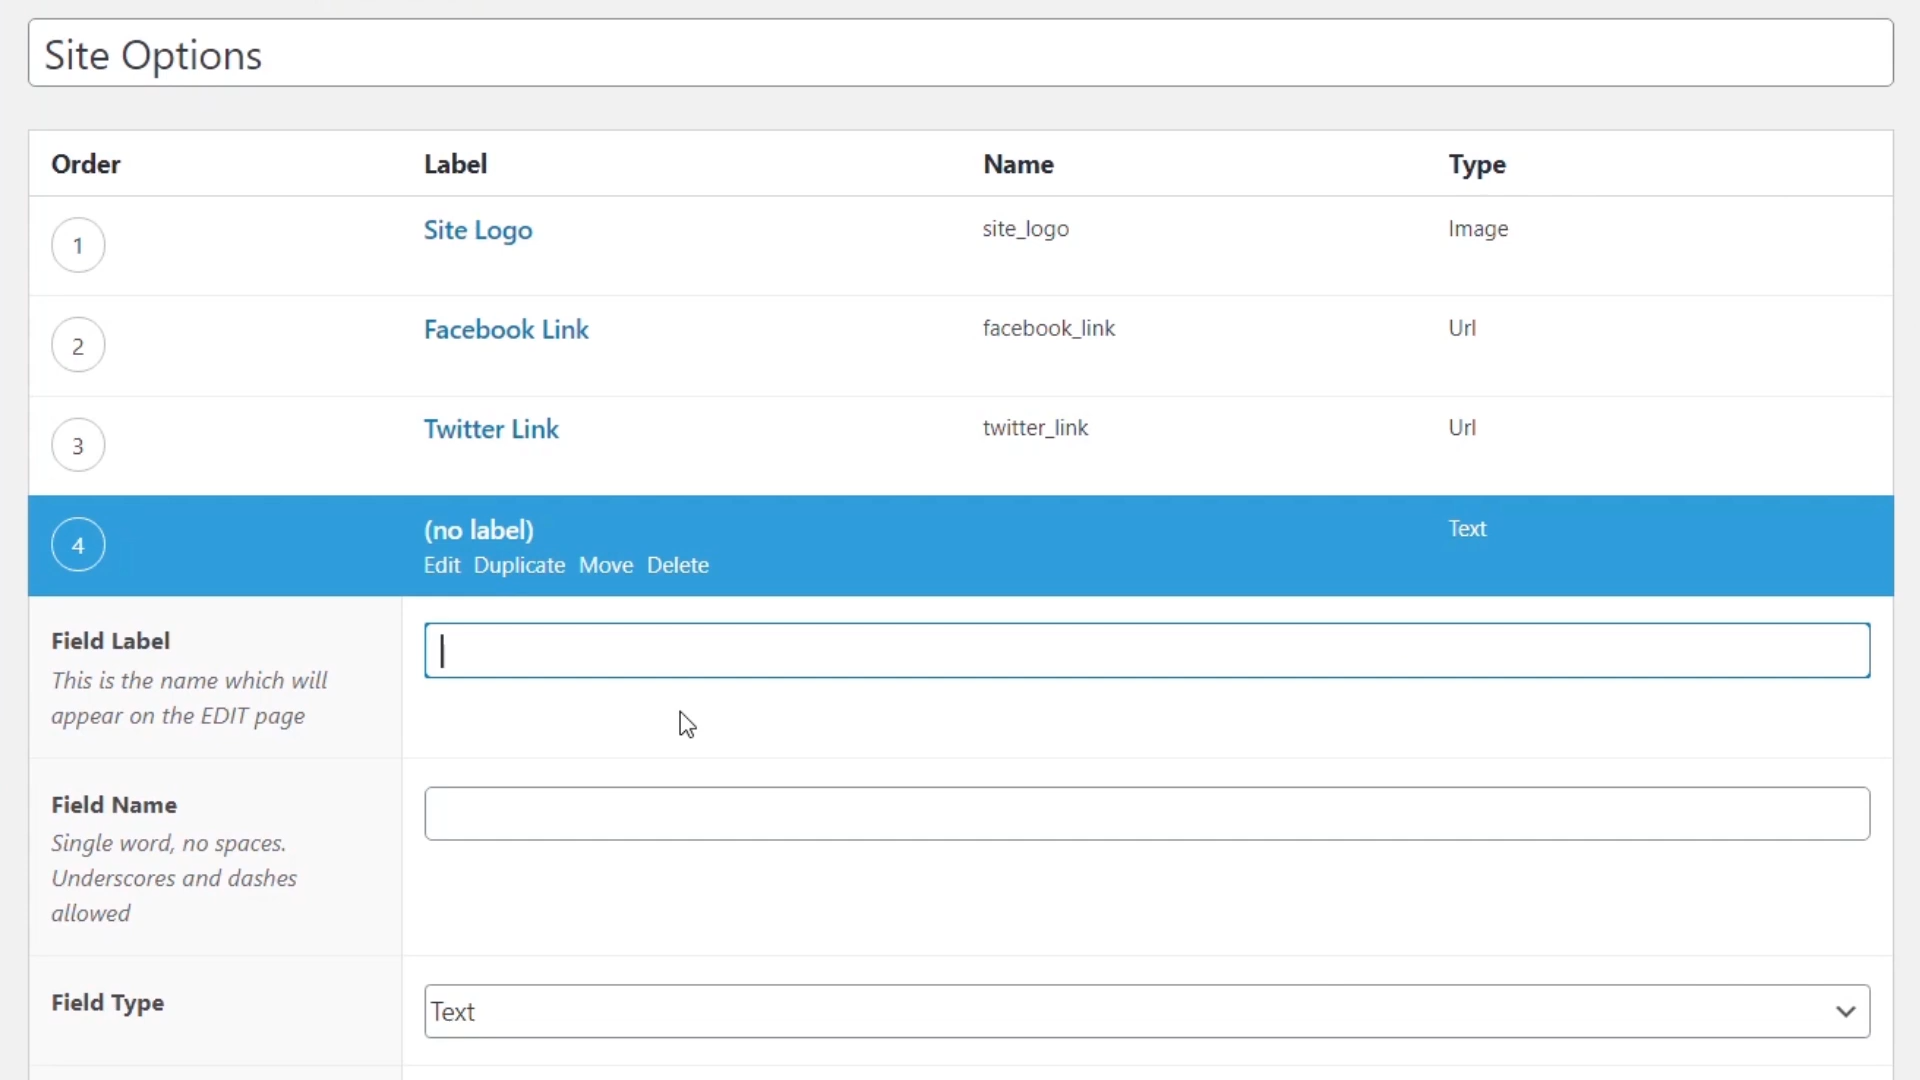 Site Options
Order Label Name Type
1 Site Logo site_logo Image
2 Facebook Link facebook_link Url
3 Twitter Link twitter_link Url
4 (no label) Text
Edit Duplicate Move Delete
Field Label
This is the name which will
appear on the EDIT page
Field Name
Single word, no spaces.
Underscores and dashes
allowed
Field Type Text